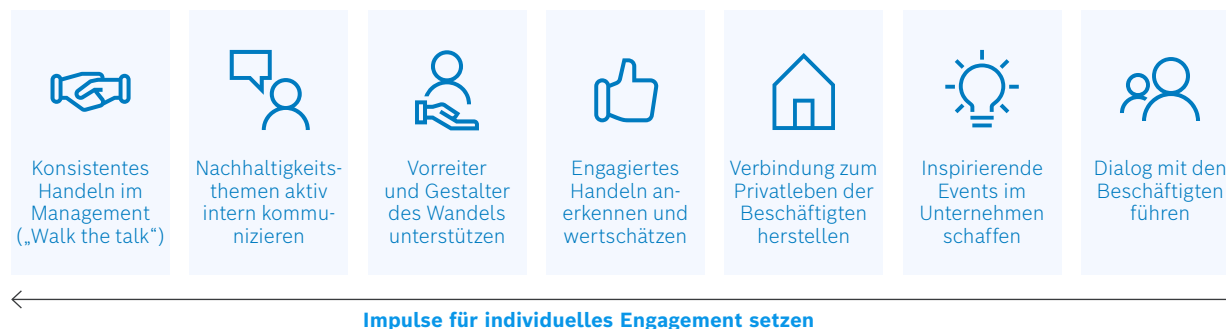 Konsistentes
Handeln im
Management
(„Walk the talk“)
Nachhaltigkeits-
themen aktiv
intern kommu-
nizieren
Vorreiter
und Gestalter
des Wandels
unterstützen
Engagiertes
Handeln an-
erkennen und
wertschätzen
Verbindung zum
Privatleben der
Beschäftigten
herstellen
Inspirierende
Events im
Unternehmen
schaffen
Dialog mit den
Beschäftigten
führen
Impulse für individuelles Engagement setzen